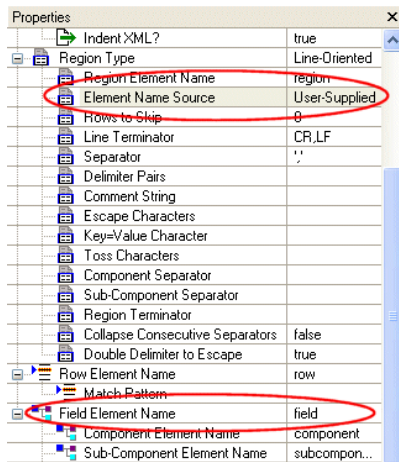 Properties ×
Indent XML? true
Region Type Line-Oriented
Region Element Name region
Element Name Source User-Supplied
Rows to Skip 0
Line Terminator CR,LF
Separator ','
Delimiter Pairs
Comment String
Escape Characters
Key=Value Character
Toss Characters
Component Separator
Sub-Component Separator
Region Terminator
Collapse Consecutive Separators false
Double Delimiter to Escape true
Row Element Name row
Match Pattern
Field Element Name field
Component Element Name component
Sub-Component Element Name subcompon...